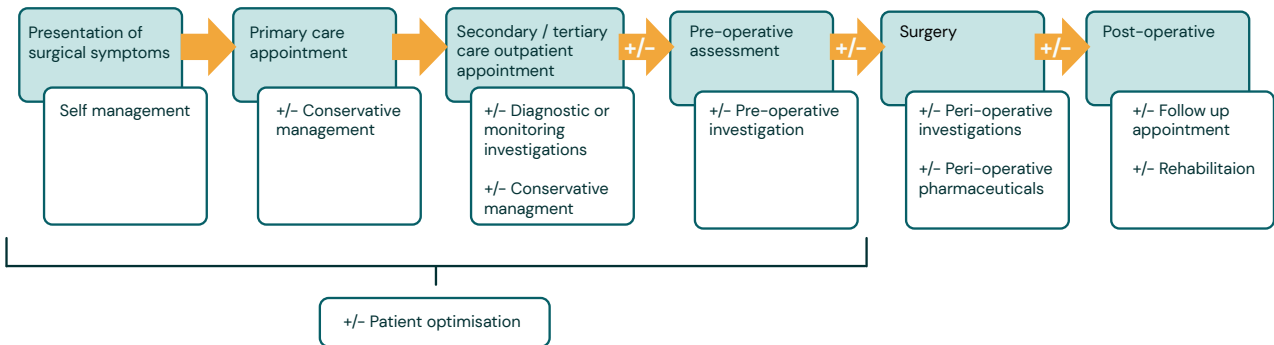 Presentation of
surgical symptoms
Primary care
appointment
Secondary / tertiary
care outpatient
appointment
+/-
Pre-operative
assessment
+/-
Surgery
+/-
Post-operative
Self management
+/- Conservative
management
+/- Diagnostic or
monitoring
investigations
+/- Conservative
managment
+/- Pre-operative
investigation
+/- Peri-operative
investigations
+/- Peri-operative
pharmaceuticals
+/- Follow up
appointment
+/- Rehabilitaion
+/- Patient optimisation